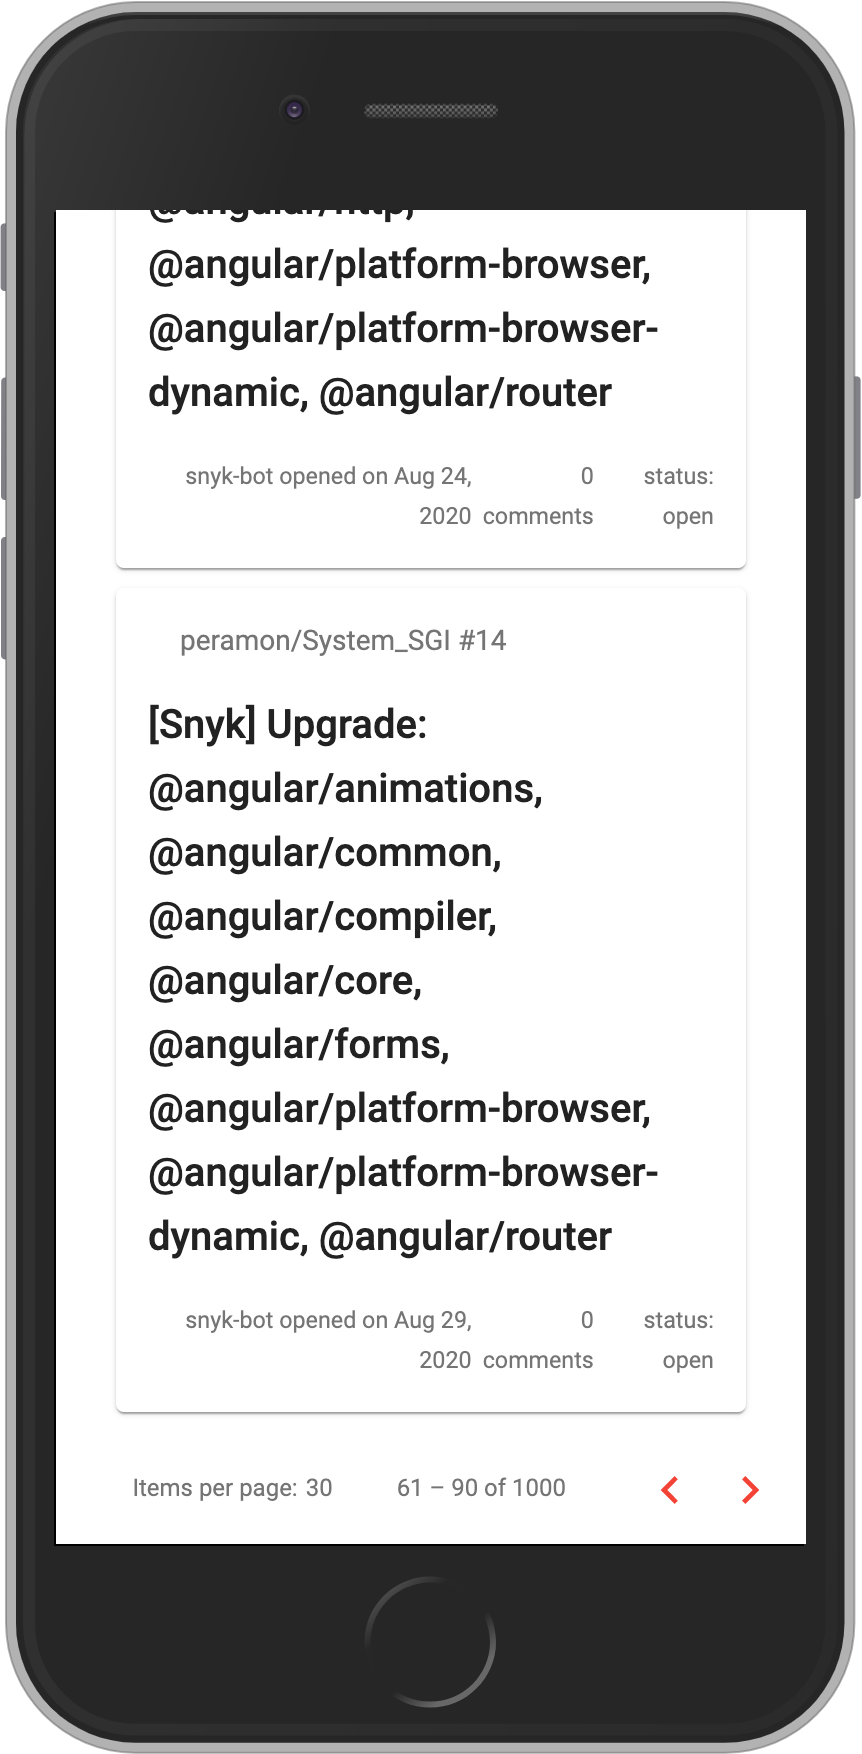 @angular/http,
@angular/platform-browser,
@angular/platform-browser-
dynamic, @angular/router
snyk-bot opened on Aug 24,
2020
0
comments
status:
open
peramon/System_SGI #14
[Snyk] Upgrade:
@angular/animations,
@angular/common,
@angular/compiler,
@angular/core,
@angular/forms,
@angular/platform-browser,
@angular/platform-browser-
dynamic, @angular/router
snyk-bot opened on Aug 29,
2020
0
comments
status:
open
Items per page: 30
61 – 90 of 1000